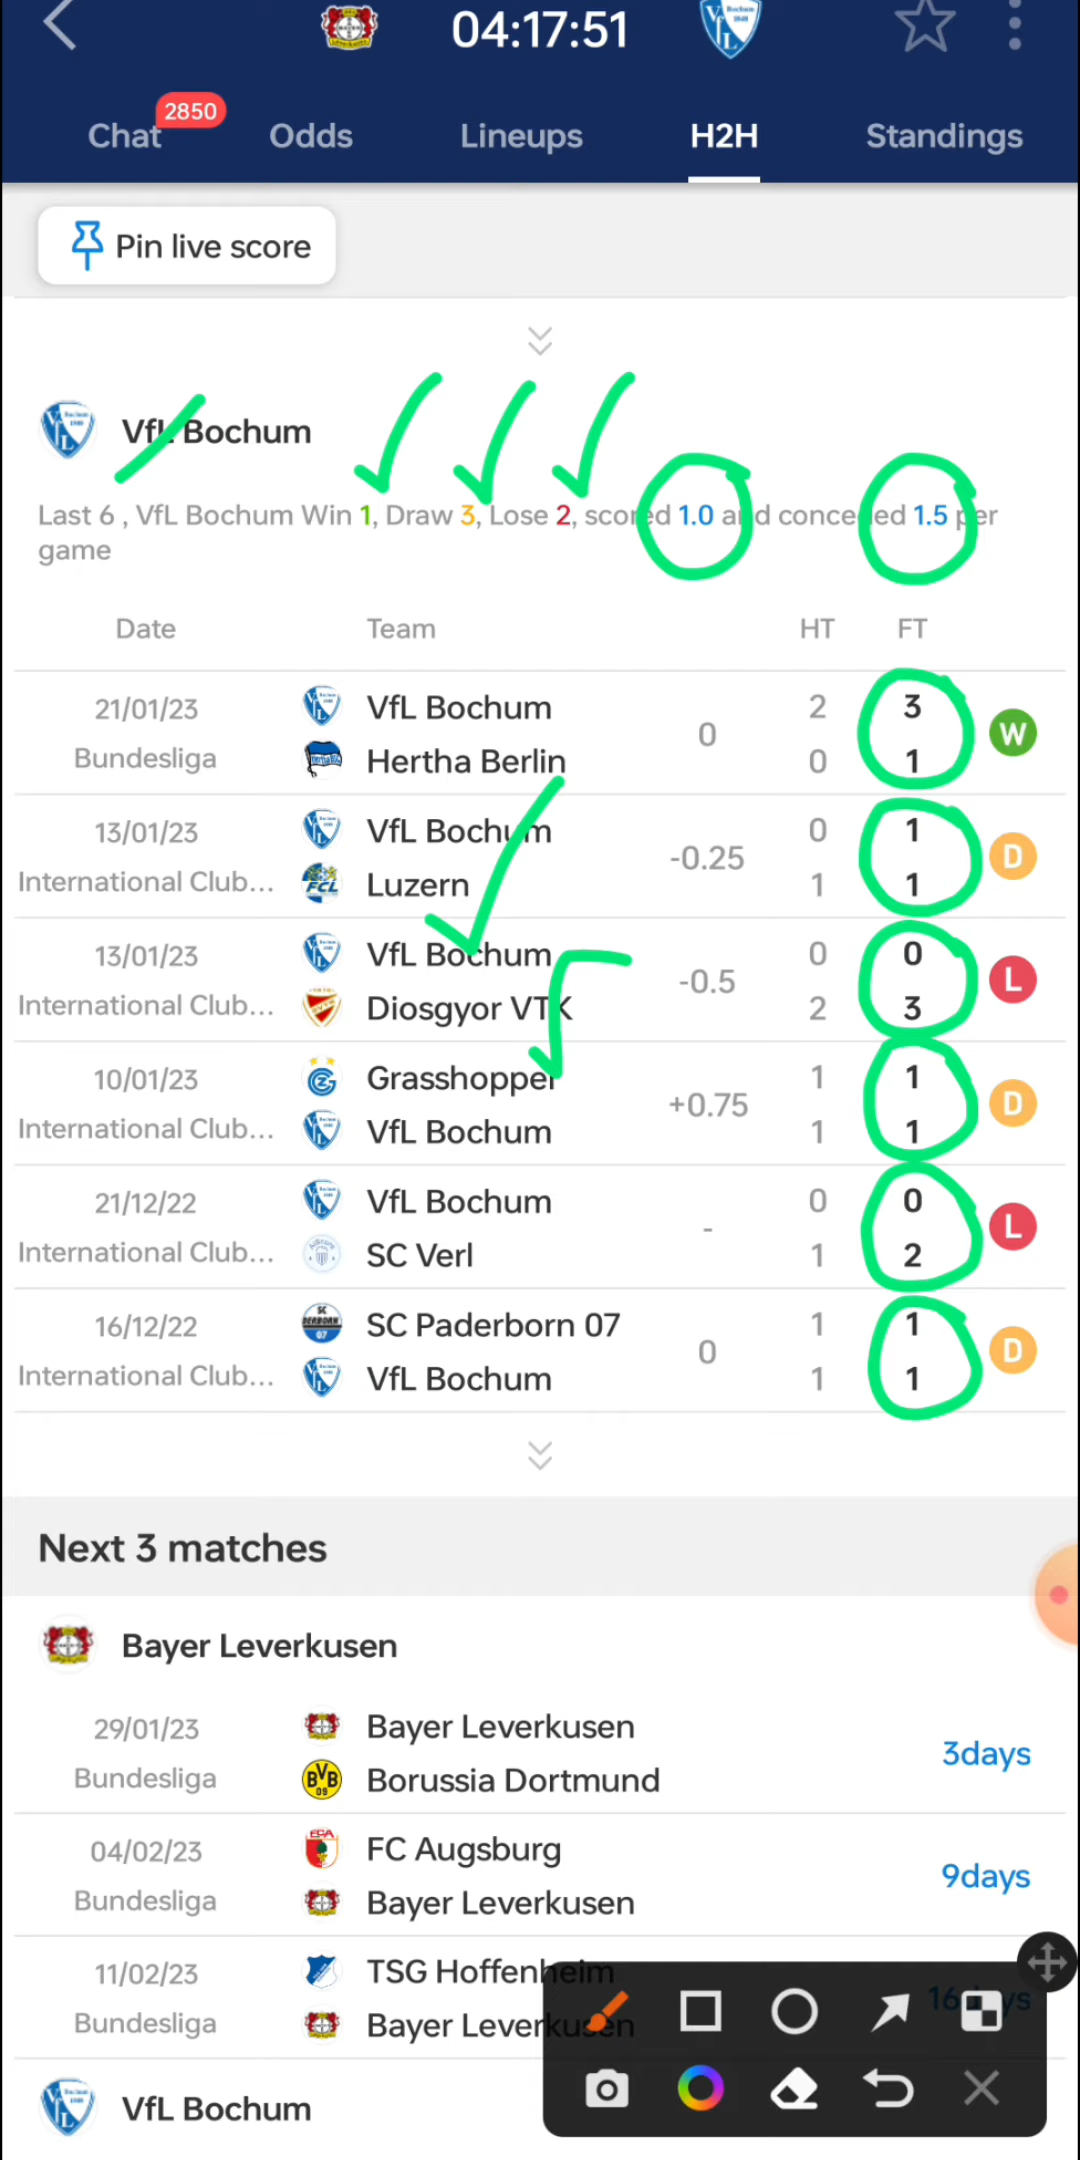 04:17:51
Chat 2850 Odds Lineups H2H Standings
Pin live score
VfL Bochum
Last 6 , VfL Bochum Win 1, Draw 3, Lose 2, scored 1.0 and conceded 1.5 per
game
Date Team HT FT
21/01/23 VfL Bochum 2 3
Bundesliga Hertha Berlin 0 0 1 W
13/01/23 VfL Bochum 0 1
International Club... Luzern -0.25 1 1 D
13/01/23 VfL Bochum 0 0
International Club... Diosgyor VTK -0.5 2 3 L
10/01/23 Grasshopper 1 1
International Club... VfL Bochum +0.75 1 1 D
21/12/22 VfL Bochum 0 0
International Club... SC Verl - 1 2 L
16/12/22 SC Paderborn 07 1 1
International Club... VfL Bochum 0 1 1 D
Next 3 matches
Bayer Leverkusen
29/01/23 Bayer Leverkusen
Bundesliga Borussia Dortmund 3days
04/02/23 FC Augsburg
Bundesliga Bayer Leverkusen 9days
11/02/23 TSG Hoffenheim
Bundesliga Bayer Leverkusen 16days
VfL Bochum